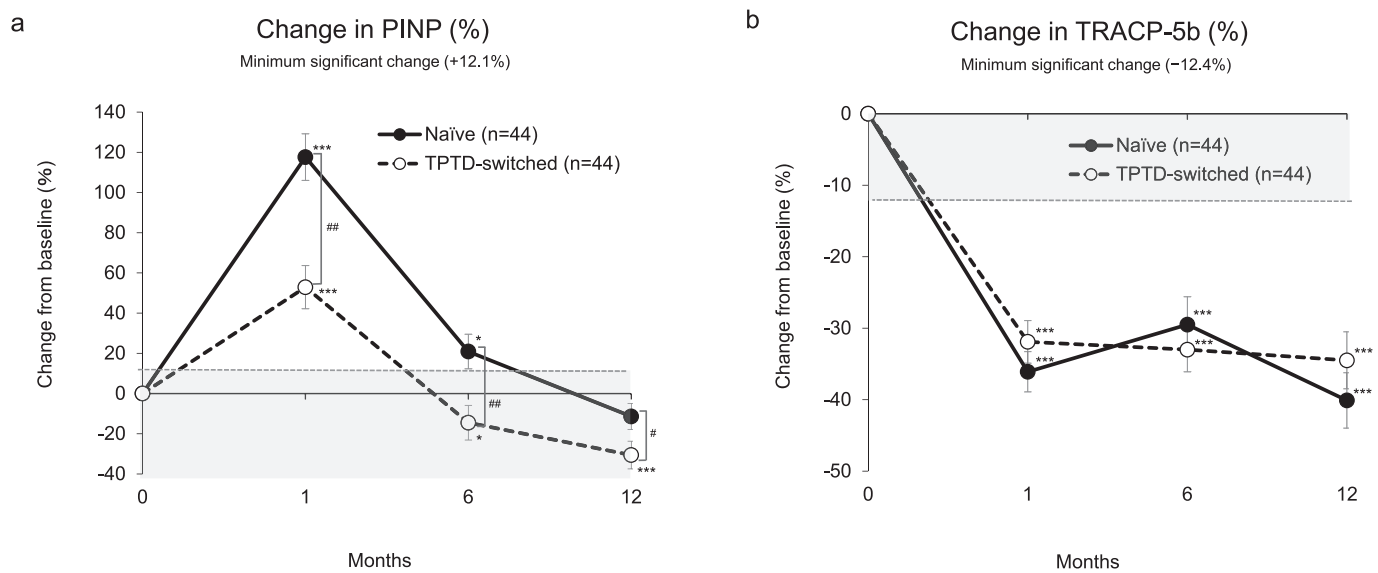 a
Change in PINP (%)
Minimum significant change (+12.1%)
Change from baseline (%)
140
120
100
80
60
40
20
0
-20
-40
Naïve (n=44)
TPTD-switched (n=44)
***
##
***
*
##
*
#
***
0
1
6
12
Months
b
Change in TRACP-5b (%)
Minimum significant change (−12.4%)
Change from baseline (%)
0
-10
-20
-30
-40
-50
Naïve (n=44)
TPTD-switched (n=44)
***
***
***
***
***
***
0
1
6
12
Months